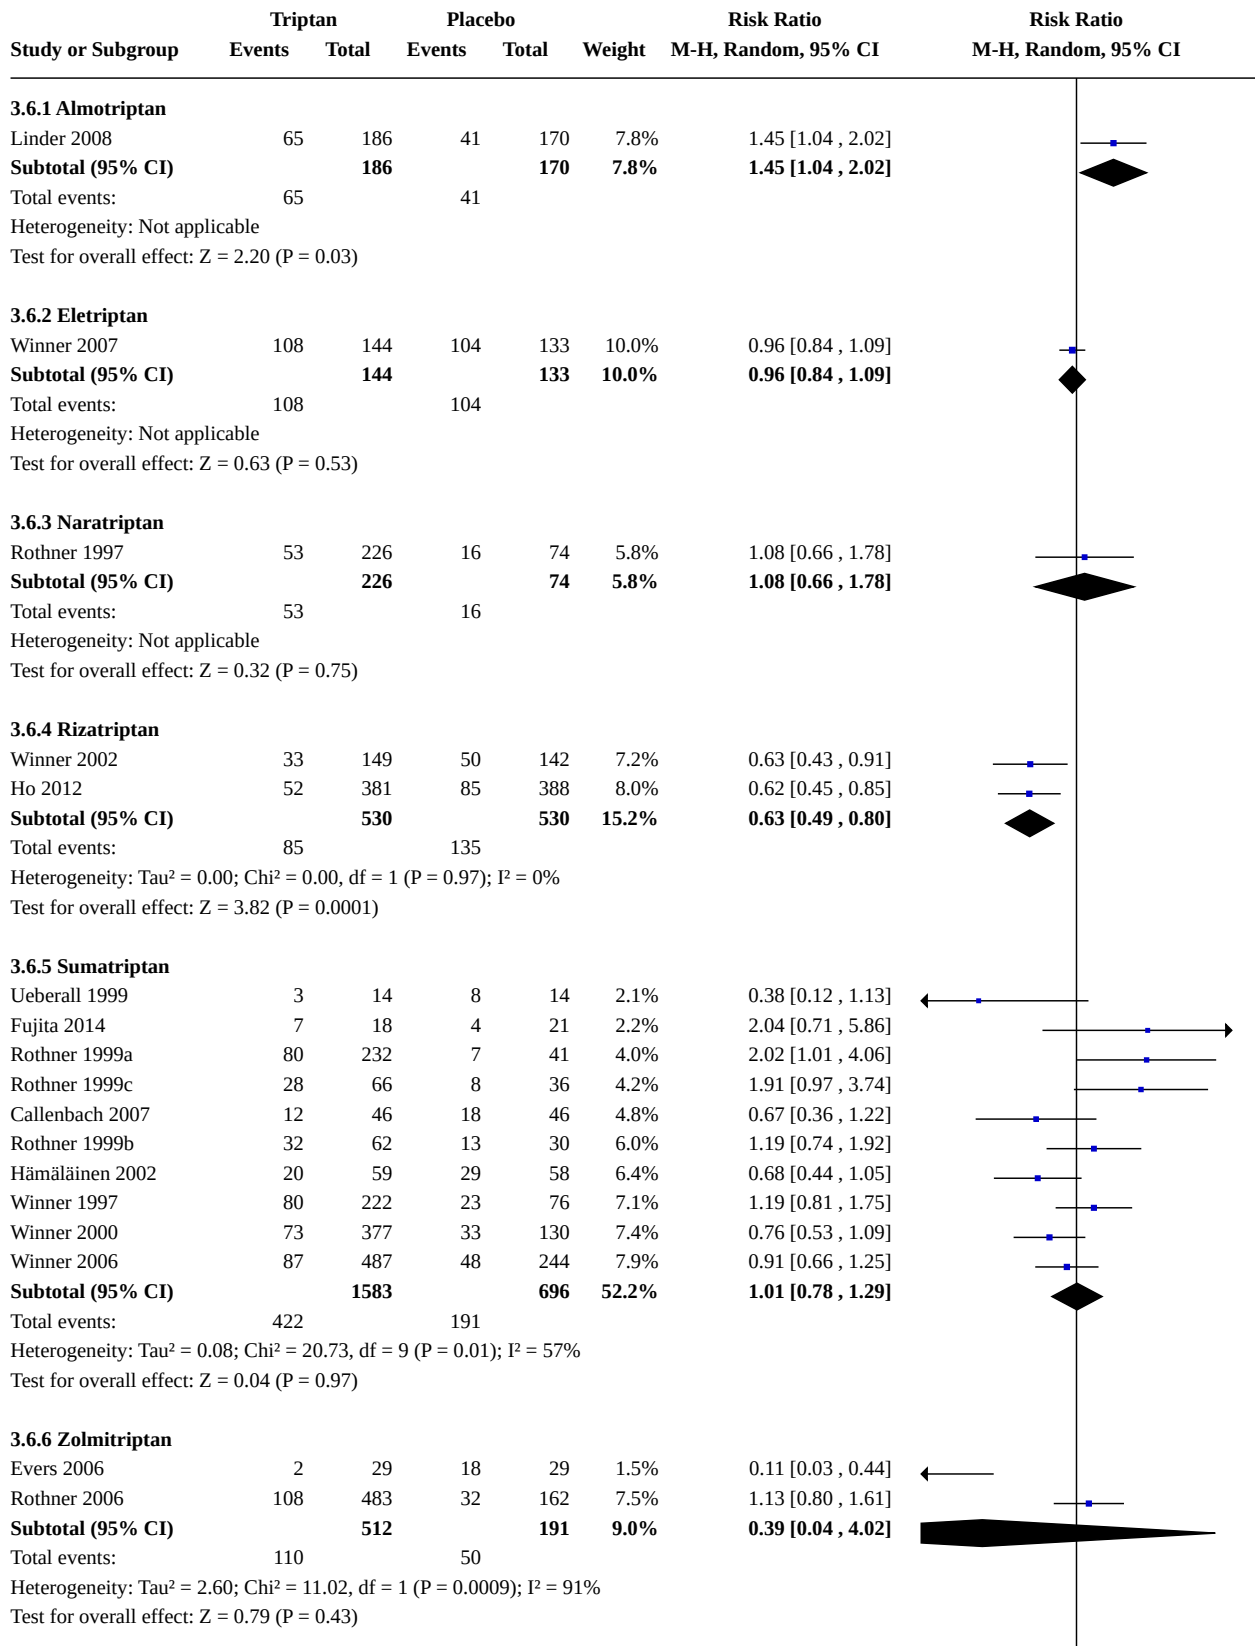 Triptan Placebo Risk Ratio Risk Ratio
Study or Subgroup Events Total Events Total Weight M-H, Random, 95% CI M-H, Random, 95% CI
3.6.1 Almotriptan
Linder 2008 65 186 41 170 7.8% 1.45 [1.04 , 2.02]
Subtotal (95% CI) 186 170 7.8% 1.45 [1.04 , 2.02]
Total events: 65 41
Heterogeneity: Not applicable
Test for overall effect: Z = 2.20 (P = 0.03)
3.6.2 Eletriptan
Winner 2007 108 144 104 133 10.0% 0.96 [0.84 , 1.09]
Subtotal (95% CI) 144 133 10.0% 0.96 [0.84 , 1.09]
Total events: 108 104
Heterogeneity: Not applicable
Test for overall effect: Z = 0.63 (P = 0.53)
3.6.3 Naratriptan
Rothner 1997 53 226 16 74 5.8% 1.08 [0.66 , 1.78]
Subtotal (95% CI) 226 74 5.8% 1.08 [0.66 , 1.78]
Total events: 53 16
Heterogeneity: Not applicable
Test for overall effect: Z = 0.32 (P = 0.75)
3.6.4 Rizatriptan
Winner 2002 33 149 50 142 7.2% 0.63 [0.43 , 0.91]
Ho 2012 52 381 85 388 8.0% 0.62 [0.45 , 0.85]
Subtotal (95% CI) 530 530 15.2% 0.63 [0.49 , 0.80]
Total events: 85 135
Heterogeneity: Tau² = 0.00; Chi² = 0.00, df = 1 (P = 0.97); I² = 0%
Test for overall effect: Z = 3.82 (P = 0.0001)
3.6.5 Sumatriptan
Ueberall 1999 3 14 8 14 2.1% 0.38 [0.12 , 1.13]
Fujita 2014 7 18 4 21 2.2% 2.04 [0.71 , 5.86]
Rothner 1999a 80 232 7 41 4.0% 2.02 [1.01 , 4.06]
Rothner 1999c 28 66 8 36 4.2% 1.91 [0.97 , 3.74]
Callenbach 2007 12 46 18 46 4.8% 0.67 [0.36 , 1.22]
Rothner 1999b 32 62 13 30 6.0% 1.19 [0.74 , 1.92]
Hämäläinen 2002 20 59 29 58 6.4% 0.68 [0.44 , 1.05]
Winner 1997 80 222 23 76 7.1% 1.19 [0.81 , 1.75]
Winner 2000 73 377 33 130 7.4% 0.76 [0.53 , 1.09]
Winner 2006 87 487 48 244 7.9% 0.91 [0.66 , 1.25]
Subtotal (95% CI) 1583 696 52.2% 1.01 [0.78 , 1.29]
Total events: 422 191
Heterogeneity: Tau² = 0.08; Chi² = 20.73, df = 9 (P = 0.01); I² = 57%
Test for overall effect: Z = 0.04 (P = 0.97)
3.6.6 Zolmitriptan
Evers 2006 2 29 18 29 1.5% 0.11 [0.03 , 0.44]
Rothner 2006 108 483 32 162 7.5% 1.13 [0.80 , 1.61]
Subtotal (95% CI) 512 191 9.0% 0.39 [0.04 , 4.02]
Total events: 110 50
Heterogeneity: Tau² = 2.60; Chi² = 11.02, df = 1 (P = 0.0009); I² = 91%
Test for overall effect: Z = 0.79 (P = 0.43)